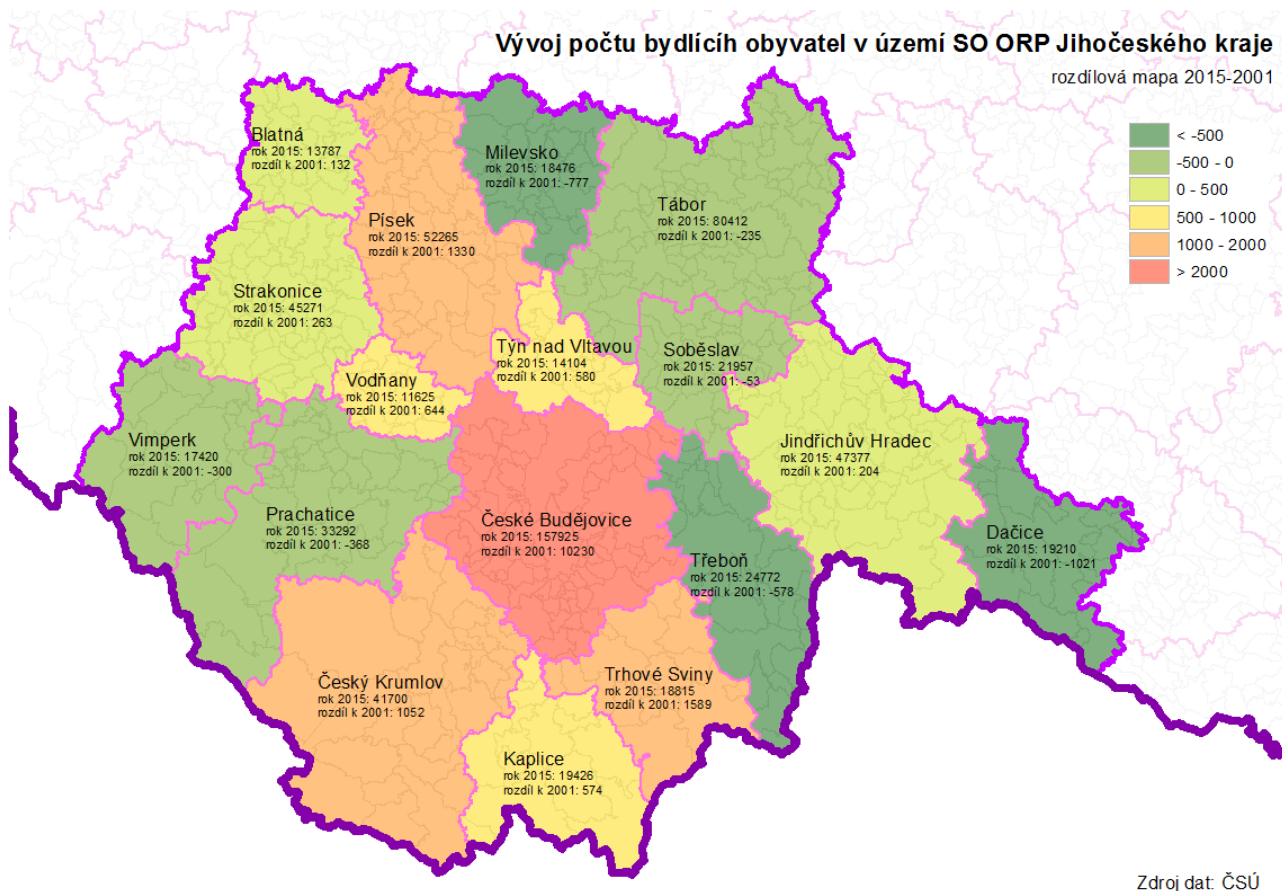 Vývoj počtu bydlících obyvatel v území SO ORP Jihočeského kraje
rozdílová mapa 2015-2001
< -500
-500 - 0
0 - 500
500 - 1000
1000 - 2000
> 2000
Blatná
rok 2015: 13787
rozdíl k 2001: 132
Milevsko
rok 2015: 18476
rozdíl k 2001: -777
Tábor
rok 2015: 80412
rozdíl k 2001: -235
Písek
rok 2015: 52265
rozdíl k 2001: 1330
Strakonice
rok 2015: 45271
rozdíl k 2001: 263
Týn nad Vltavou
rok 2015: 14104
rozdíl k 2001: 580
Soběslav
rok 2015: 21957
rozdíl k 2001: -53
Vodňany
rok 2015: 11625
rozdíl k 2001: 644
Vimperk
rok 2015: 17420
rozdíl k 2001: -300
Jindřichův Hradec
rok 2015: 47377
rozdíl k 2001: 204
Prachatice
rok 2015: 33292
rozdíl k 2001: -368
České Budějovice
rok 2015: 157925
rozdíl k 2001: 10230
Třeboň
rok 2015: 24772
rozdíl k 2001: -578
Dačice
rok 2015: 19210
rozdíl k 2001: -1021
Český Krumlov
rok 2015: 41700
rozdíl k 2001: 1052
Trhové Sviny
rok 2015: 18815
rozdíl k 2001: 1589
Kaplice
rok 2015: 19426
rozdíl k 2001: 574
Zdroj dat: ČSÚ